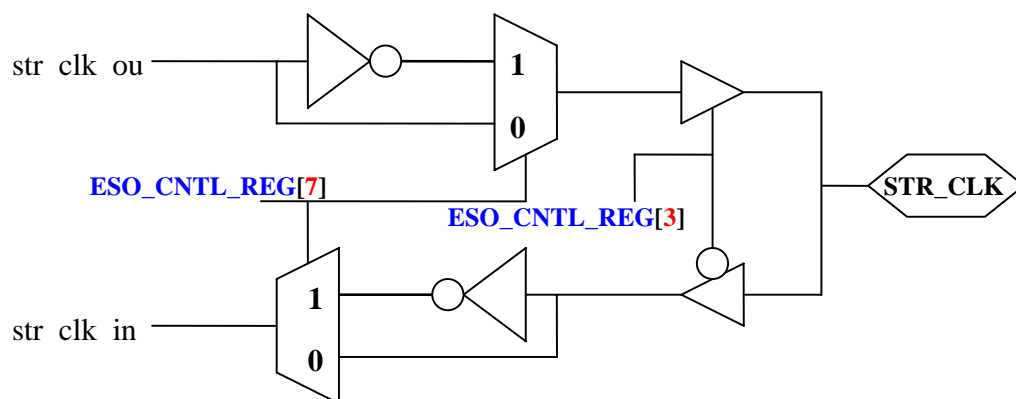 str clk ou
1
0
ESO_CNTL_REG[7]
ESO_CNTL_REG[3]
STR_CLK
str clk in
1
0